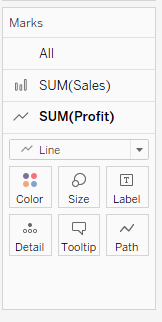 Marks
All
SUM(Sales)
SUM(Profit)
Line
Color Size Label
Detail Tooltip Path